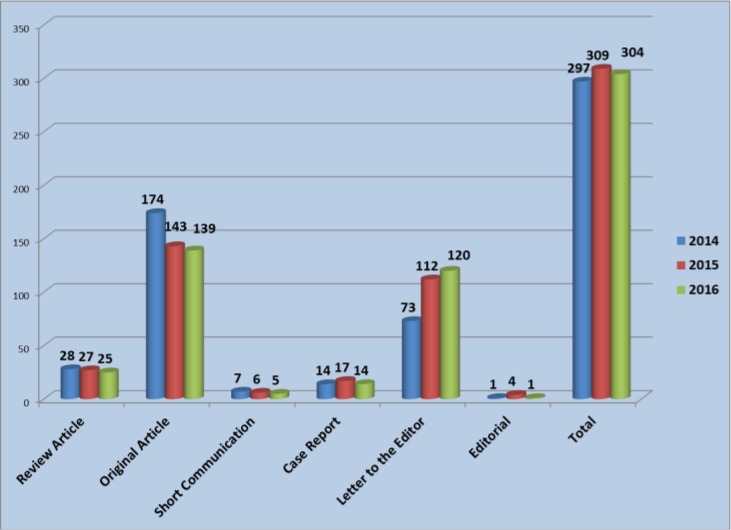 350
300
250
200
150
100
50
0
28 27 25
174 143 139
7 6 5
14 17 14
73 112 120
1 4 1
297 309 304
Review Article
Original Article
Short Communication
Case Report
Letter to the Editor
Editorial
Total
2014
2015
2016